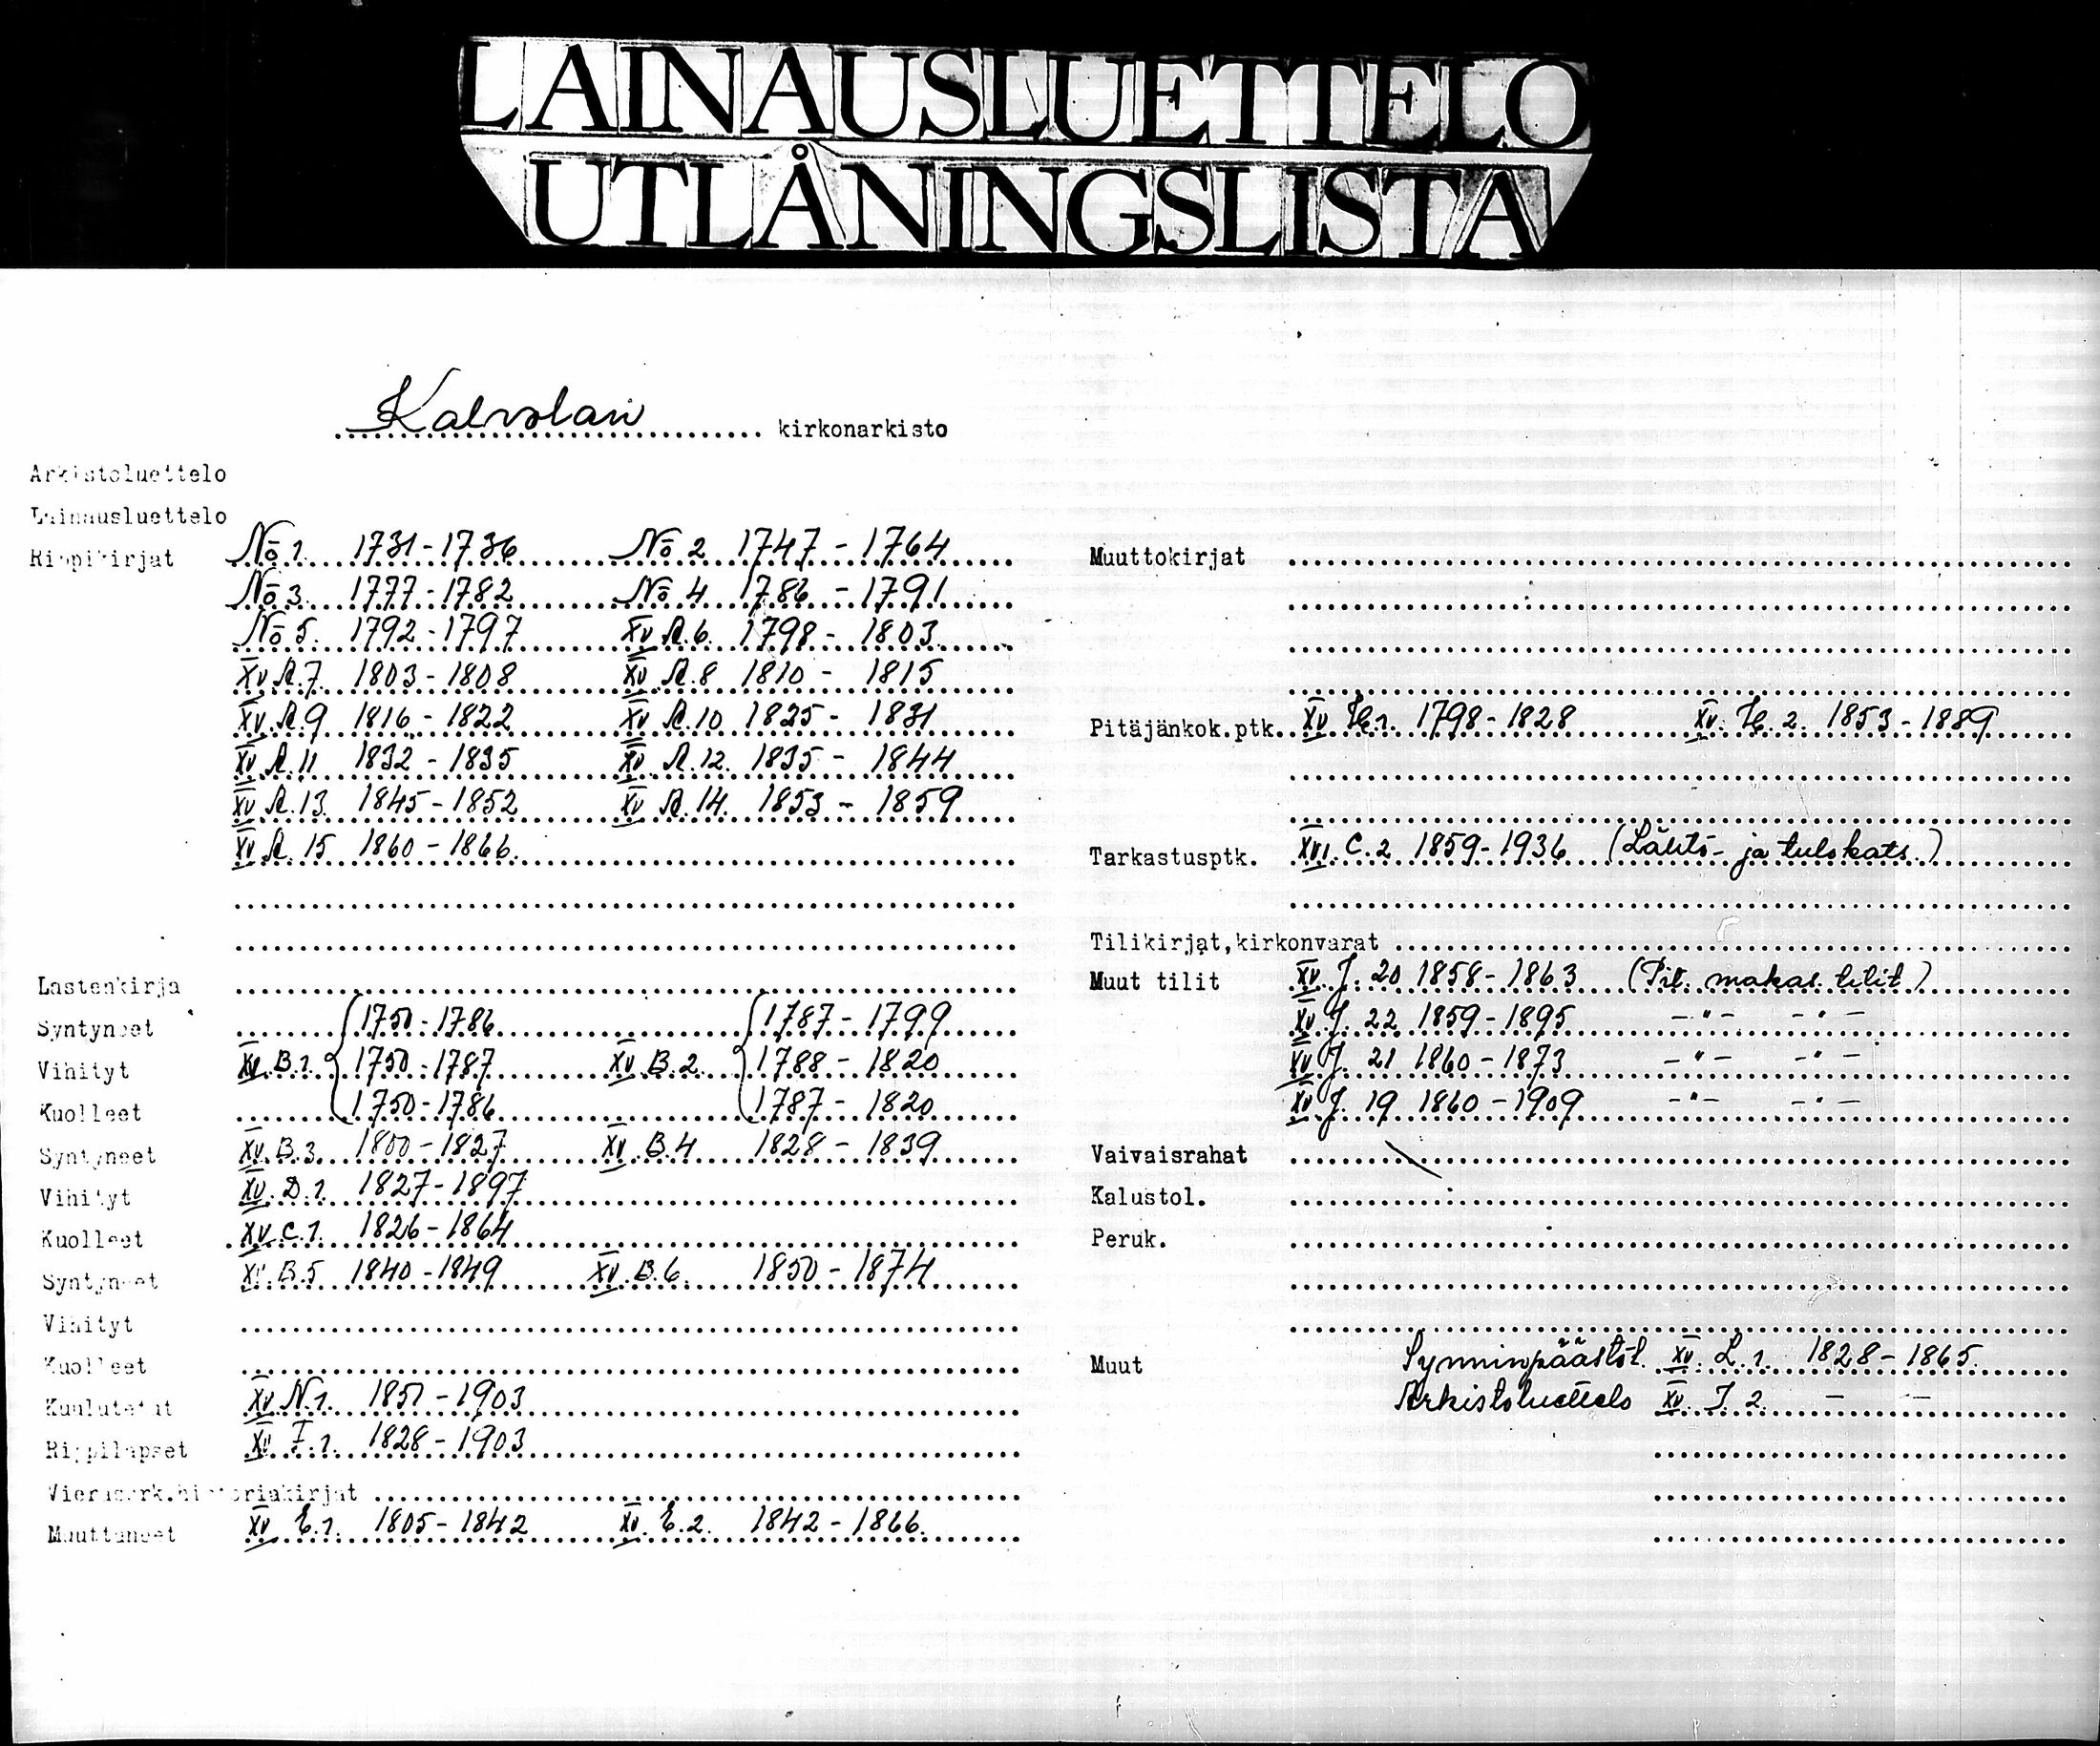 LAINAUSLUETTELO
UTLÅNINGSLISTA
Kalvolan kirkonarkisto
Arkistoluettelo
Lainausluettelo
Rippikirjat No 1. 1731-1736 No 2 1747-1764
No 3. 1777-1782 No 4 1786-1791
No 5. 1792-1797 XV A.6. 1798-1803
XV A.7 1803-1808 XV A.8 1810-1815
XV A.9 1816-1822 XV A.10 1825-1831
XV A.11 1832-1835 XV A.12. 1835-1844
XV A.13. 1845-1852 XV A.14. 1853-1859
XV A.15 1860-1866.
Lastenkirja
Syntyneet 1750-1786 1787-1799
Vihityt XV B.1. 1750-1787 XV B.2. 1788-1820
Kuolleet 1750-1786 1787-1820
Syntyneet XV B.3. 1800-1827 XV B.4 1828-1839
Vihityt XV D.1. 1827-1897
Kuolleet XV C.1. 1826-1864
Syntyneet XV B.5 1840-1849 XV B.6. 1850-1874
Vihityt
Kuolleet
Kuulutetut XV N.1. 1851-1903
Rippilapset XV I.1. 1828-1903
Vierasark.historiakirjat
Muuttaneet XV E.1. 1805-1842 XV E.2. 1842-1866.
Muuttokirjat
Pitäjänkok.ptk. XV H.1. 1798-1828 XV H.2. 1853-1889
Tarkastusptk. XVI C.2 1859-1936 (Lähtö- ja tulokats.)
Tilikirjat,kirkonvarat
Muut tilit XV J. 20 1858-1863 (Pit. makas. tilit)
XV J. 22 1859-1895 -"- -"-
XV J. 21 1860-1873 -"- -"-
XV J. 19 1860-1909 -"- -"-
Vaivaisrahat
Kalustol.
Peruk.
Muut Synninpäästöl. XV L.1. 1828-1865.
Arkistoluettelo XV J 2. — —